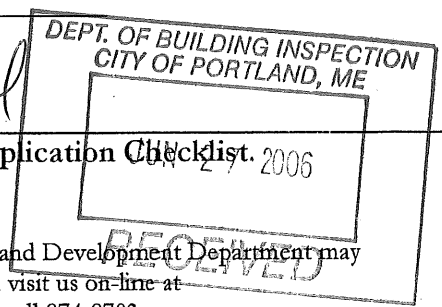 DEPT. OF BUILDING INSPECTION
CITY OF PORTLAND, ME
plication Checklist.
2006
RECEIVED
and Development Department may
visit us on-line at